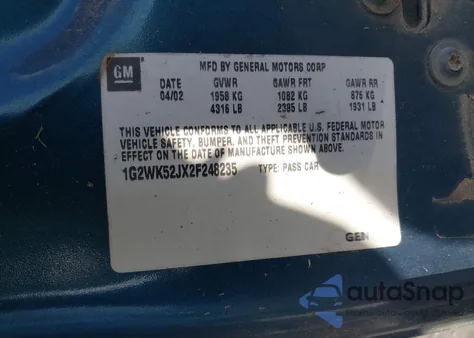 GM
MFD BY GENERAL MOTORS CORP
DATE GVWR GAWR FRT GAWR RR
04/02 1958 KG 1082 KG 876 KG
4316 LB 2385 LB 1931 LB
THIS VEHICLE CONFORMS TO ALL APPLICABLE U.S. FEDERAL MOTOR
VEHICLE SAFETY, BUMPER, AND THEFT PREVENTION STANDARDS
IN EFFECT ON THE DATE OF MANUFACTURE SHOWN ABOVE.
1G2WK52JX2F248235 TYPE: PASS CAR
GEN
autoSnap